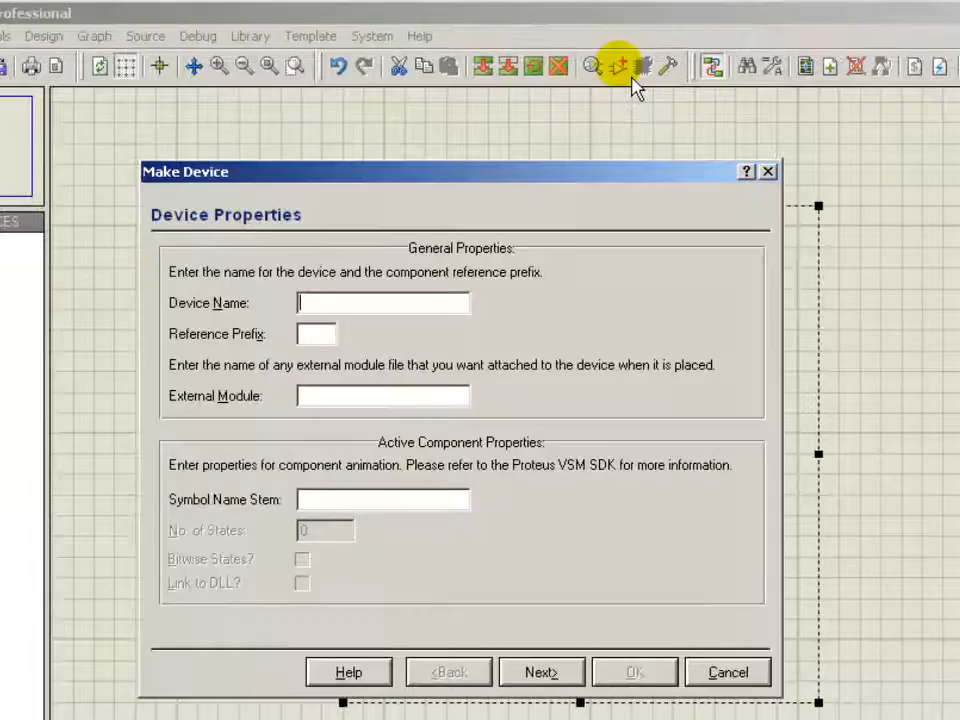 rofessional
ls Design Graph Source Debug Library Template System Help
CES
Make Device
Device Properties
General Properties:
Enter the name for the device and the component reference prefix.
Device Name:
Reference Prefix:
Enter the name of any external module file that you want attached to the device when it is placed.
External Module:
Active Component Properties:
Enter properties for component animation. Please refer to the Proteus VSM SDK for more information.
Symbol Name Stem:
No. of States: 0
Bitwise States?
Link to DLL?
Help <Back Next> OK Cancel